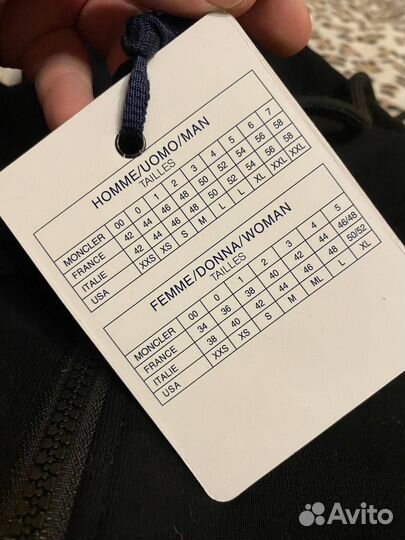 HOMME/UOMO/MAN
TAILLES
MONCLER 00 0 1 2 3 4 5 6 7
FRANCE 42 44 46 48 50 52 54 56 58
ITALIE 42 44 46 48 50 52 54 56 58
USA XXS XS S M L L XL XXL XXL
FEMME/DONNA/WOMAN
TAILLES
MONCLER 00 0 1 2 3 4 5
FRANCE 34 36 38 40 42 44 46/48
ITALIE 38 40 42 44 46 48 50/52
USA XXS XS S M ML L XL
Avito